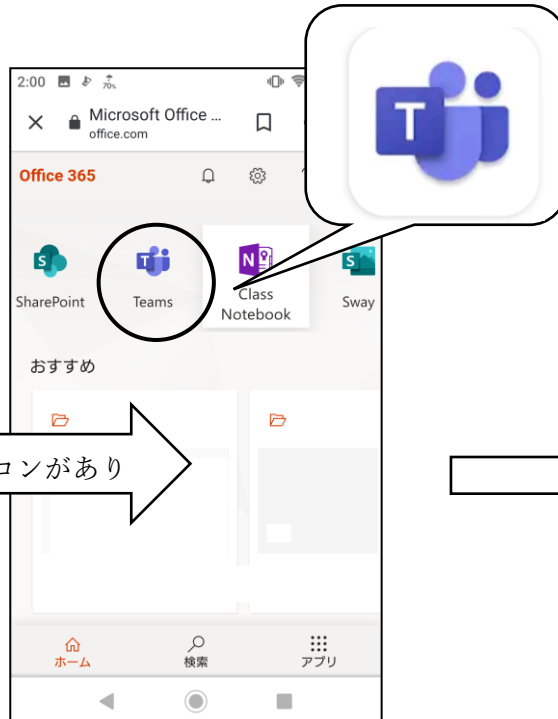 T
2:00
70%
Microsoft Office ...
office.com
Office 365
S
T
N
S
SharePoint
Teams
Class
Notebook
Sway
おすすめ
コンがあり
ホーム
検索
アプリ